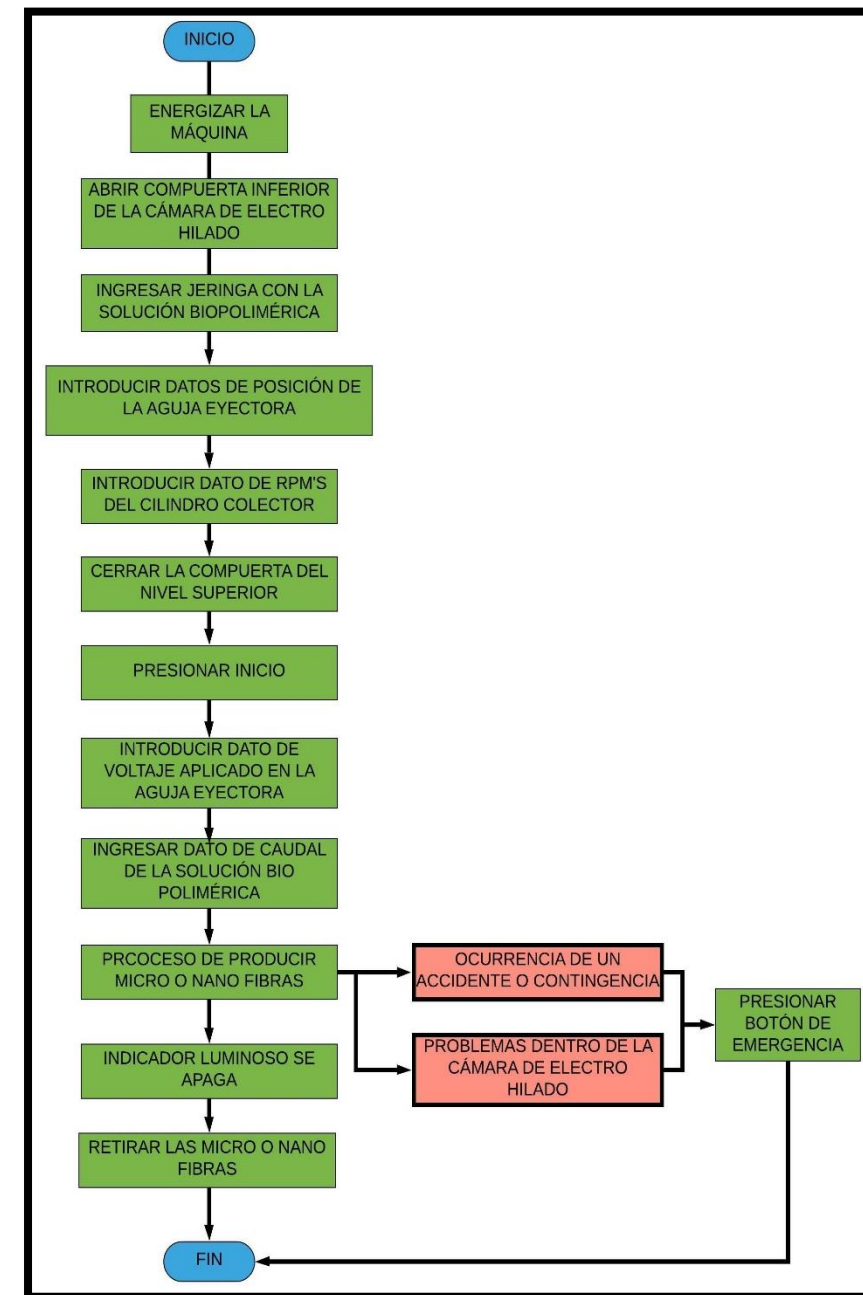 INICIO
ENERGIZAR LA
MÁQUINA
ABRIR COMPUERTA INFERIOR
DE LA CÁMARA DE ELECTRO
HILADO
INGRESAR JERINGA CON LA
SOLUCIÓN BIOPOLIMÉRICA
INTRODUCIR DATOS DE POSICIÓN DE
LA AGUJA EYECTORA
INTRODUCIR DATO DE RPM'S
DEL CILINDRO COLECTOR
CERRAR LA COMPUERTA DEL
NIVEL SUPERIOR
PRESIONAR INICIO
INTRODUCIR DATO DE
VOLTAJE APLICADO EN LA
AGUJA EYECTORA
INGRESAR DATO DE CAUDAL
DE LA SOLUCIÓN BIO
POLIMÉRICA
PRCOCESO DE PRODUCIR
MICRO O NANO FIBRAS
OCURRENCIA DE UN
ACCIDENTE O CONTINGENCIA
PROBLEMAS DENTRO DE LA
CÁMARA DE ELECTRO
HILADO
PRESIONAR
BOTÓN DE
EMERGENCIA
INDICADOR LUMINOSO SE
APAGA
RETIRAR LAS MICRO O NANO
FIBRAS
FIN